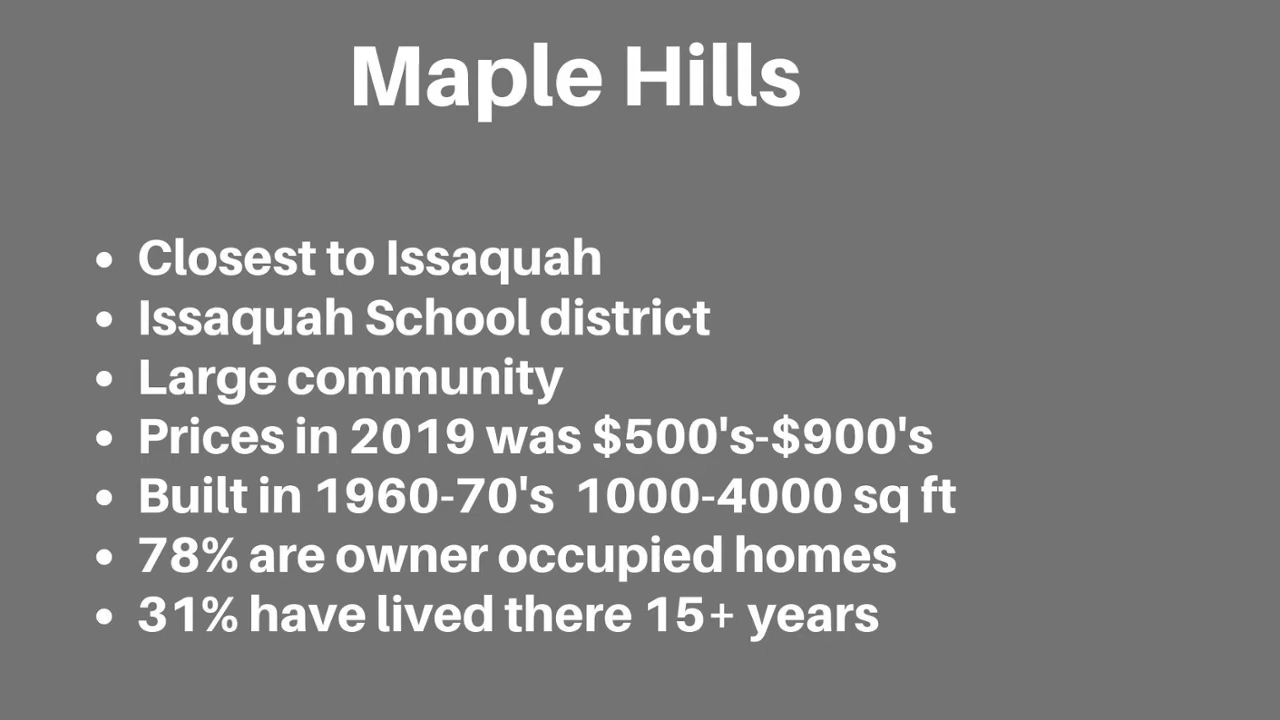 Maple Hills
• Closest to Issaquah
• Issaquah School district
• Large community
• Prices in 2019 was $500's-$900's
• Built in 1960-70's  1000-4000 sq ft
• 78% are owner occupied homes
• 31% have lived there 15+ years